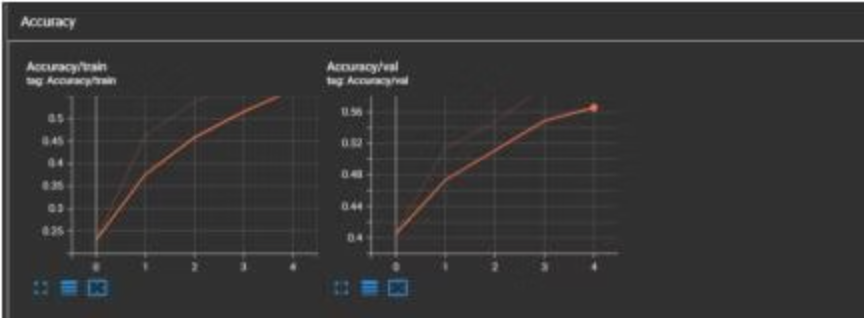 Accuracy
Accuracy/train
tag: Accuracy/train
0.5
0.45
0.4
0.35
0.3
0.25
0 1 2 3 4
Accuracy/val
tag: Accuracy/val
0.56
0.52
0.48
0.44
0.4
0 1 2 3 4